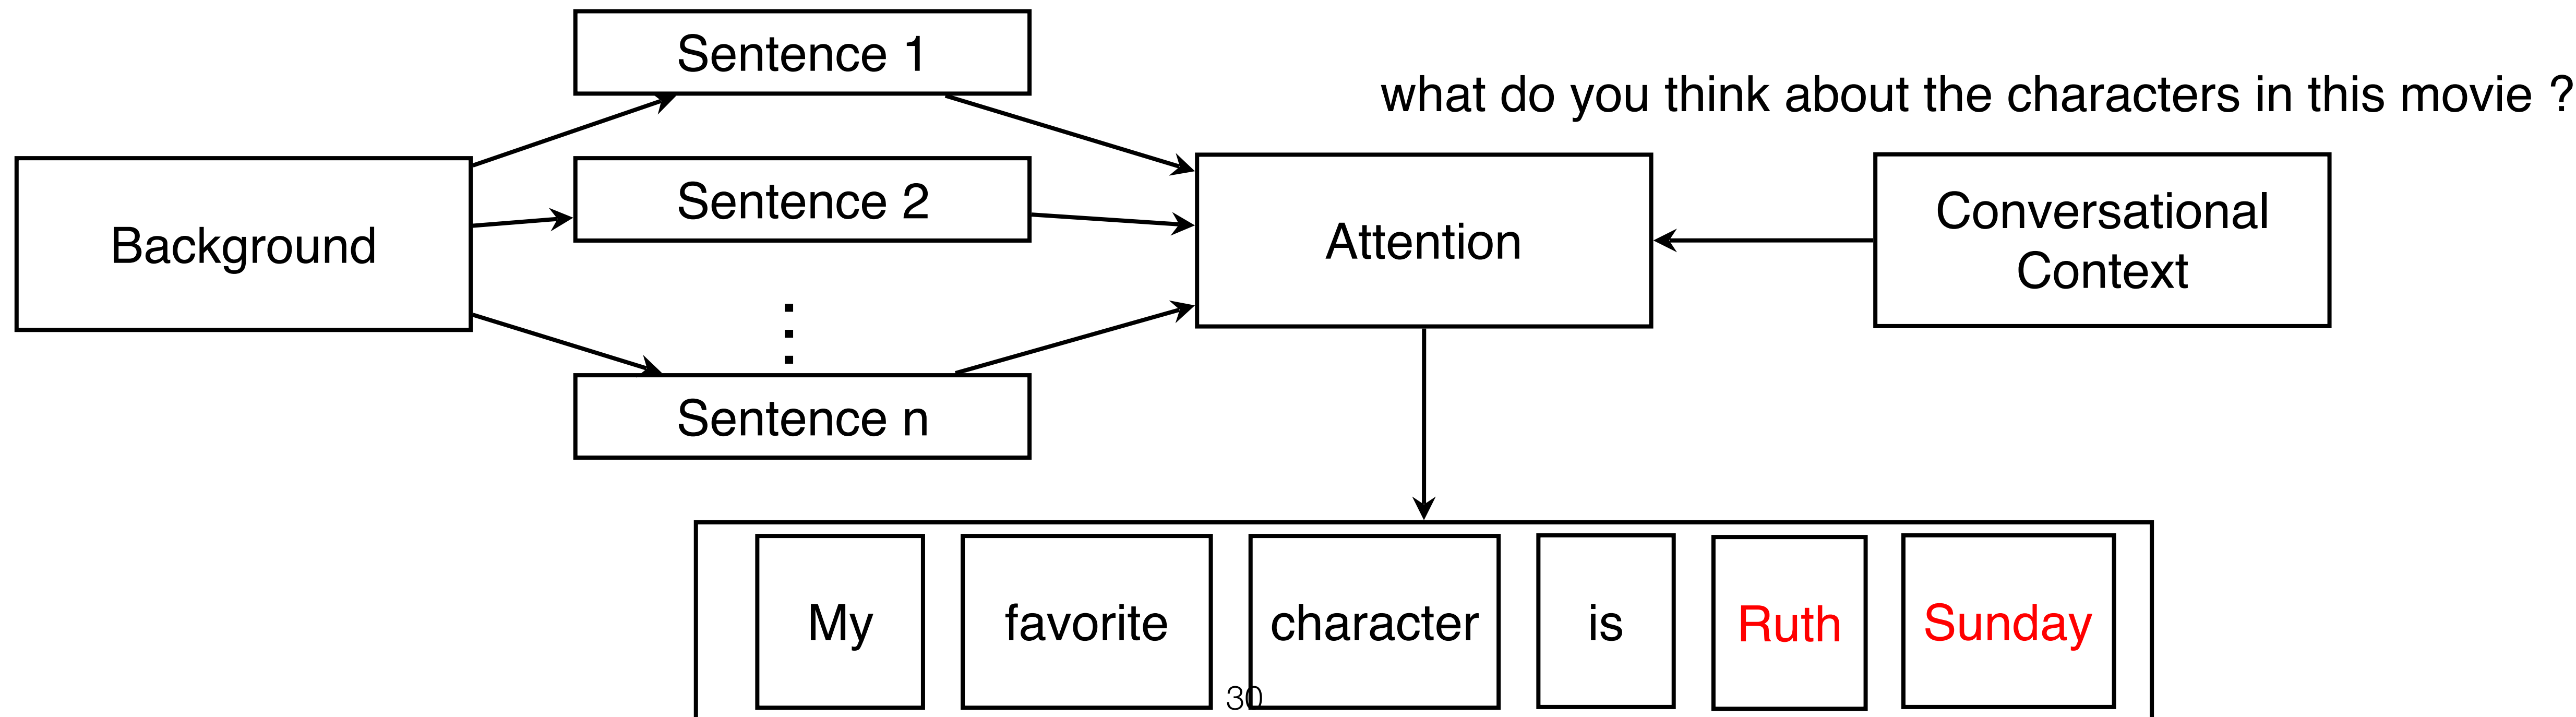 Sentence 1
what do you think about the characters in this movie ?
Background
Sentence 2
Attention
Conversational
Context
Sentence n
My favorite character is Ruth Sunday
30